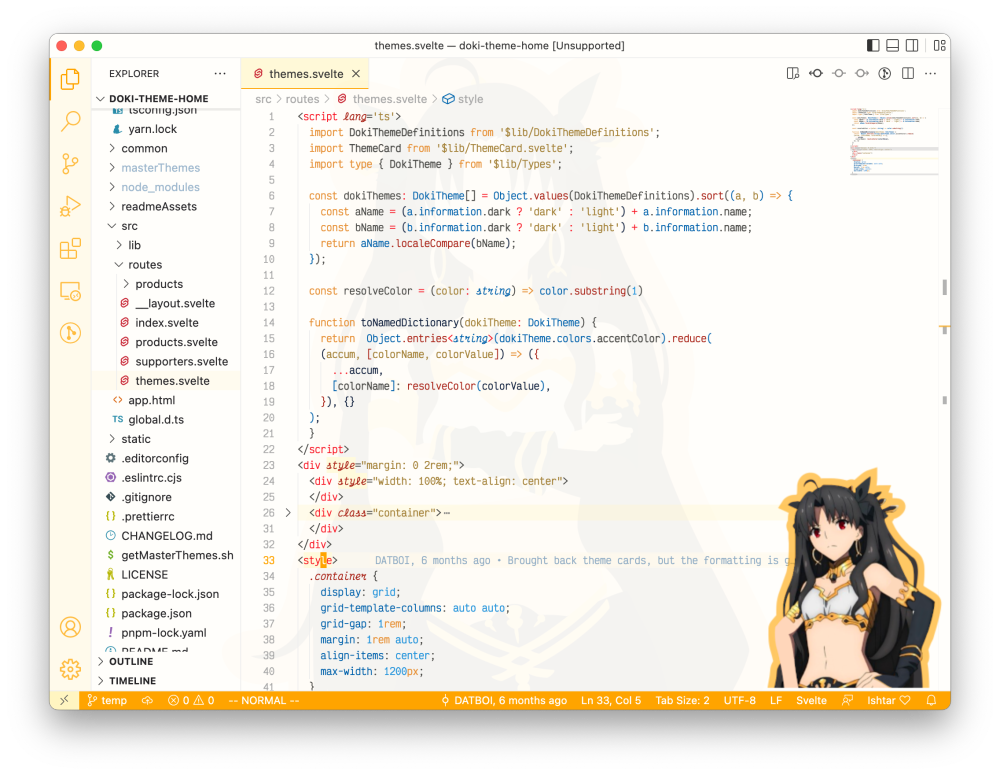 themes.svelte — doki-theme-home [Unsupported]
EXPLORER
DOKI-THEME-HOME
tsconfig.json
yarn.lock
common
masterThemes
node_modules
readmeAssets
src
lib
routes
products
__layout.svelte
index.svelte
products.svelte
supporters.svelte
themes.svelte
app.html
TS global.d.ts
static
.editorconfig
.eslintrc.cjs
.gitignore
{} .prettierrc
CHANGELOG.md
$ getMasterThemes.sh
LICENSE
{} package-lock.json
{} package.json
! pnpm-lock.yaml
README.md
OUTLINE
TIMELINE
themes.svelte
src > routes > themes.svelte > style
1 <script lang='ts'>
2 import DokiThemeDefinitions from '$lib/DokiThemeDefinitions';
3 import ThemeCard from '$lib/ThemeCard.svelte';
4 import type { DokiTheme } from '$lib/Types';
5
6 const dokiThemes: DokiTheme[] = Object.values(DokiThemeDefinitions).sort((a, b) => {
7 const aName = (a.information.dark ? 'dark' : 'light') + a.information.name;
8 const bName = (b.information.dark ? 'dark' : 'light') + b.information.name;
9 return aName.localeCompare(bName);
10 });
11
12 const resolveColor = (color: string) => color.substring(1)
13
14 function toNamedDictionary(dokiTheme: DokiTheme) {
15 return Object.entries<string>(dokiTheme.colors.accentColor).reduce(
16 (accum, [colorName, colorValue]) => ({
17 ...accum,
18 [colorName]: resolveColor(colorValue),
19 }), {}
20 );
21 }
22 </script>
23 <div style="margin: 0 2rem;">
24 <div style="width: 100%; text-align: center">
25 </div>
26 <div class="container">⋯
31 </div>
32 </div>
33 <style> DATBOI, 6 months ago • Brought back theme cards, but the formatting is g
34 .container {
35 display: grid;
36 grid-template-columns: auto auto;
37 grid-gap: 1rem;
38 margin: 1rem auto;
39 align-items: center;
40 max-width: 1200px;
41 }
temp
0 0
-- NORMAL --
DATBOI, 6 months ago
Ln 33, Col 5
Tab Size: 2
UTF-8
LF
Svelte
Ishtar ♡